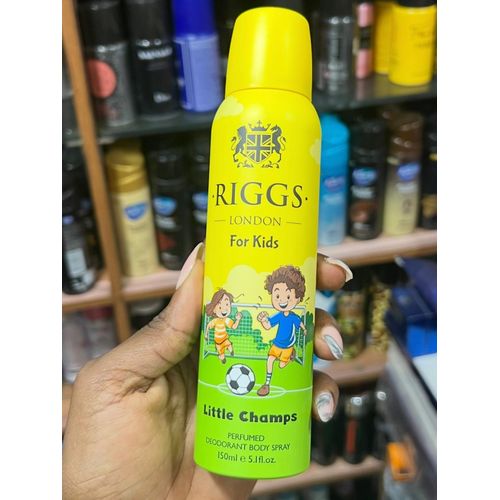 RIGGS
LONDON
For Kids
Little Champs
PERFUMED
DEODORANT BODY SPRAY
150ml e 5.1fl.oz.